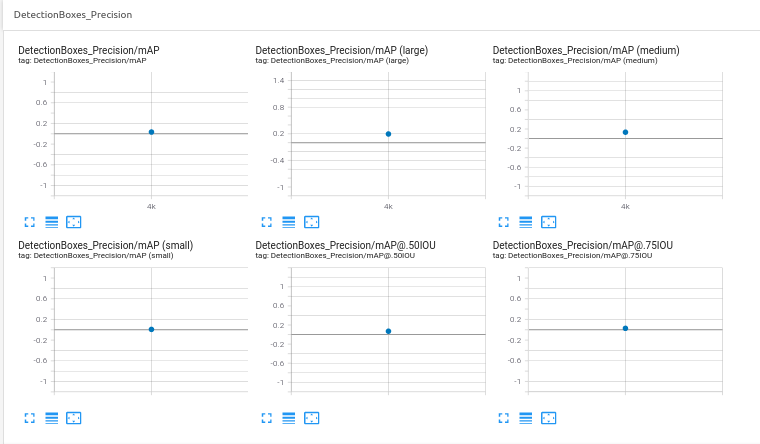 DetectionBoxes_Precision
DetectionBoxes_Precision/mAP
tag: DetectionBoxes_Precision/mAP
1
0.6
0.2
-0.2
-0.6
-1
4k
DetectionBoxes_Precision/mAP (large)
tag: DetectionBoxes_Precision/mAP (large)
1.4
0.8
0.2
-0.4
-1
4k
DetectionBoxes_Precision/mAP (medium)
tag: DetectionBoxes_Precision/mAP (medium)
1
0.6
0.2
-0.2
-0.6
-1
4k
DetectionBoxes_Precision/mAP (small)
tag: DetectionBoxes_Precision/mAP (small)
1
0.6
0.2
-0.2
-0.6
-1
DetectionBoxes_Precision/mAP@.50IOU
tag: DetectionBoxes_Precision/mAP@.50IOU
1
0.6
0.2
-0.2
-0.6
-1
DetectionBoxes_Precision/mAP@.75IOU
tag: DetectionBoxes_Precision/mAP@.75IOU
1
0.6
0.2
-0.2
-0.6
-1